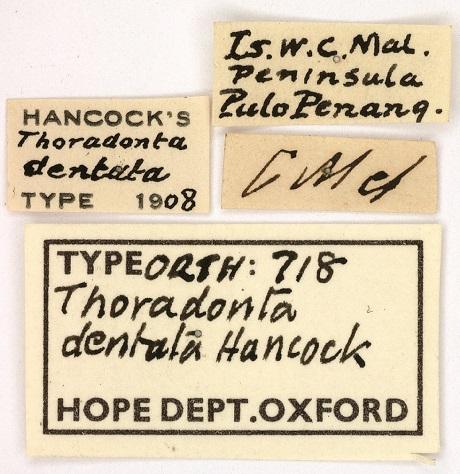 Is. W. C. Mal.
Peninsula
Pulo Penang.
HANCOCK'S
Thoradonta
dentata
TYPE 1908
TYPE ORTH: 718
Thoradonta
dentata Hancock
HOPE DEPT. OXFORD